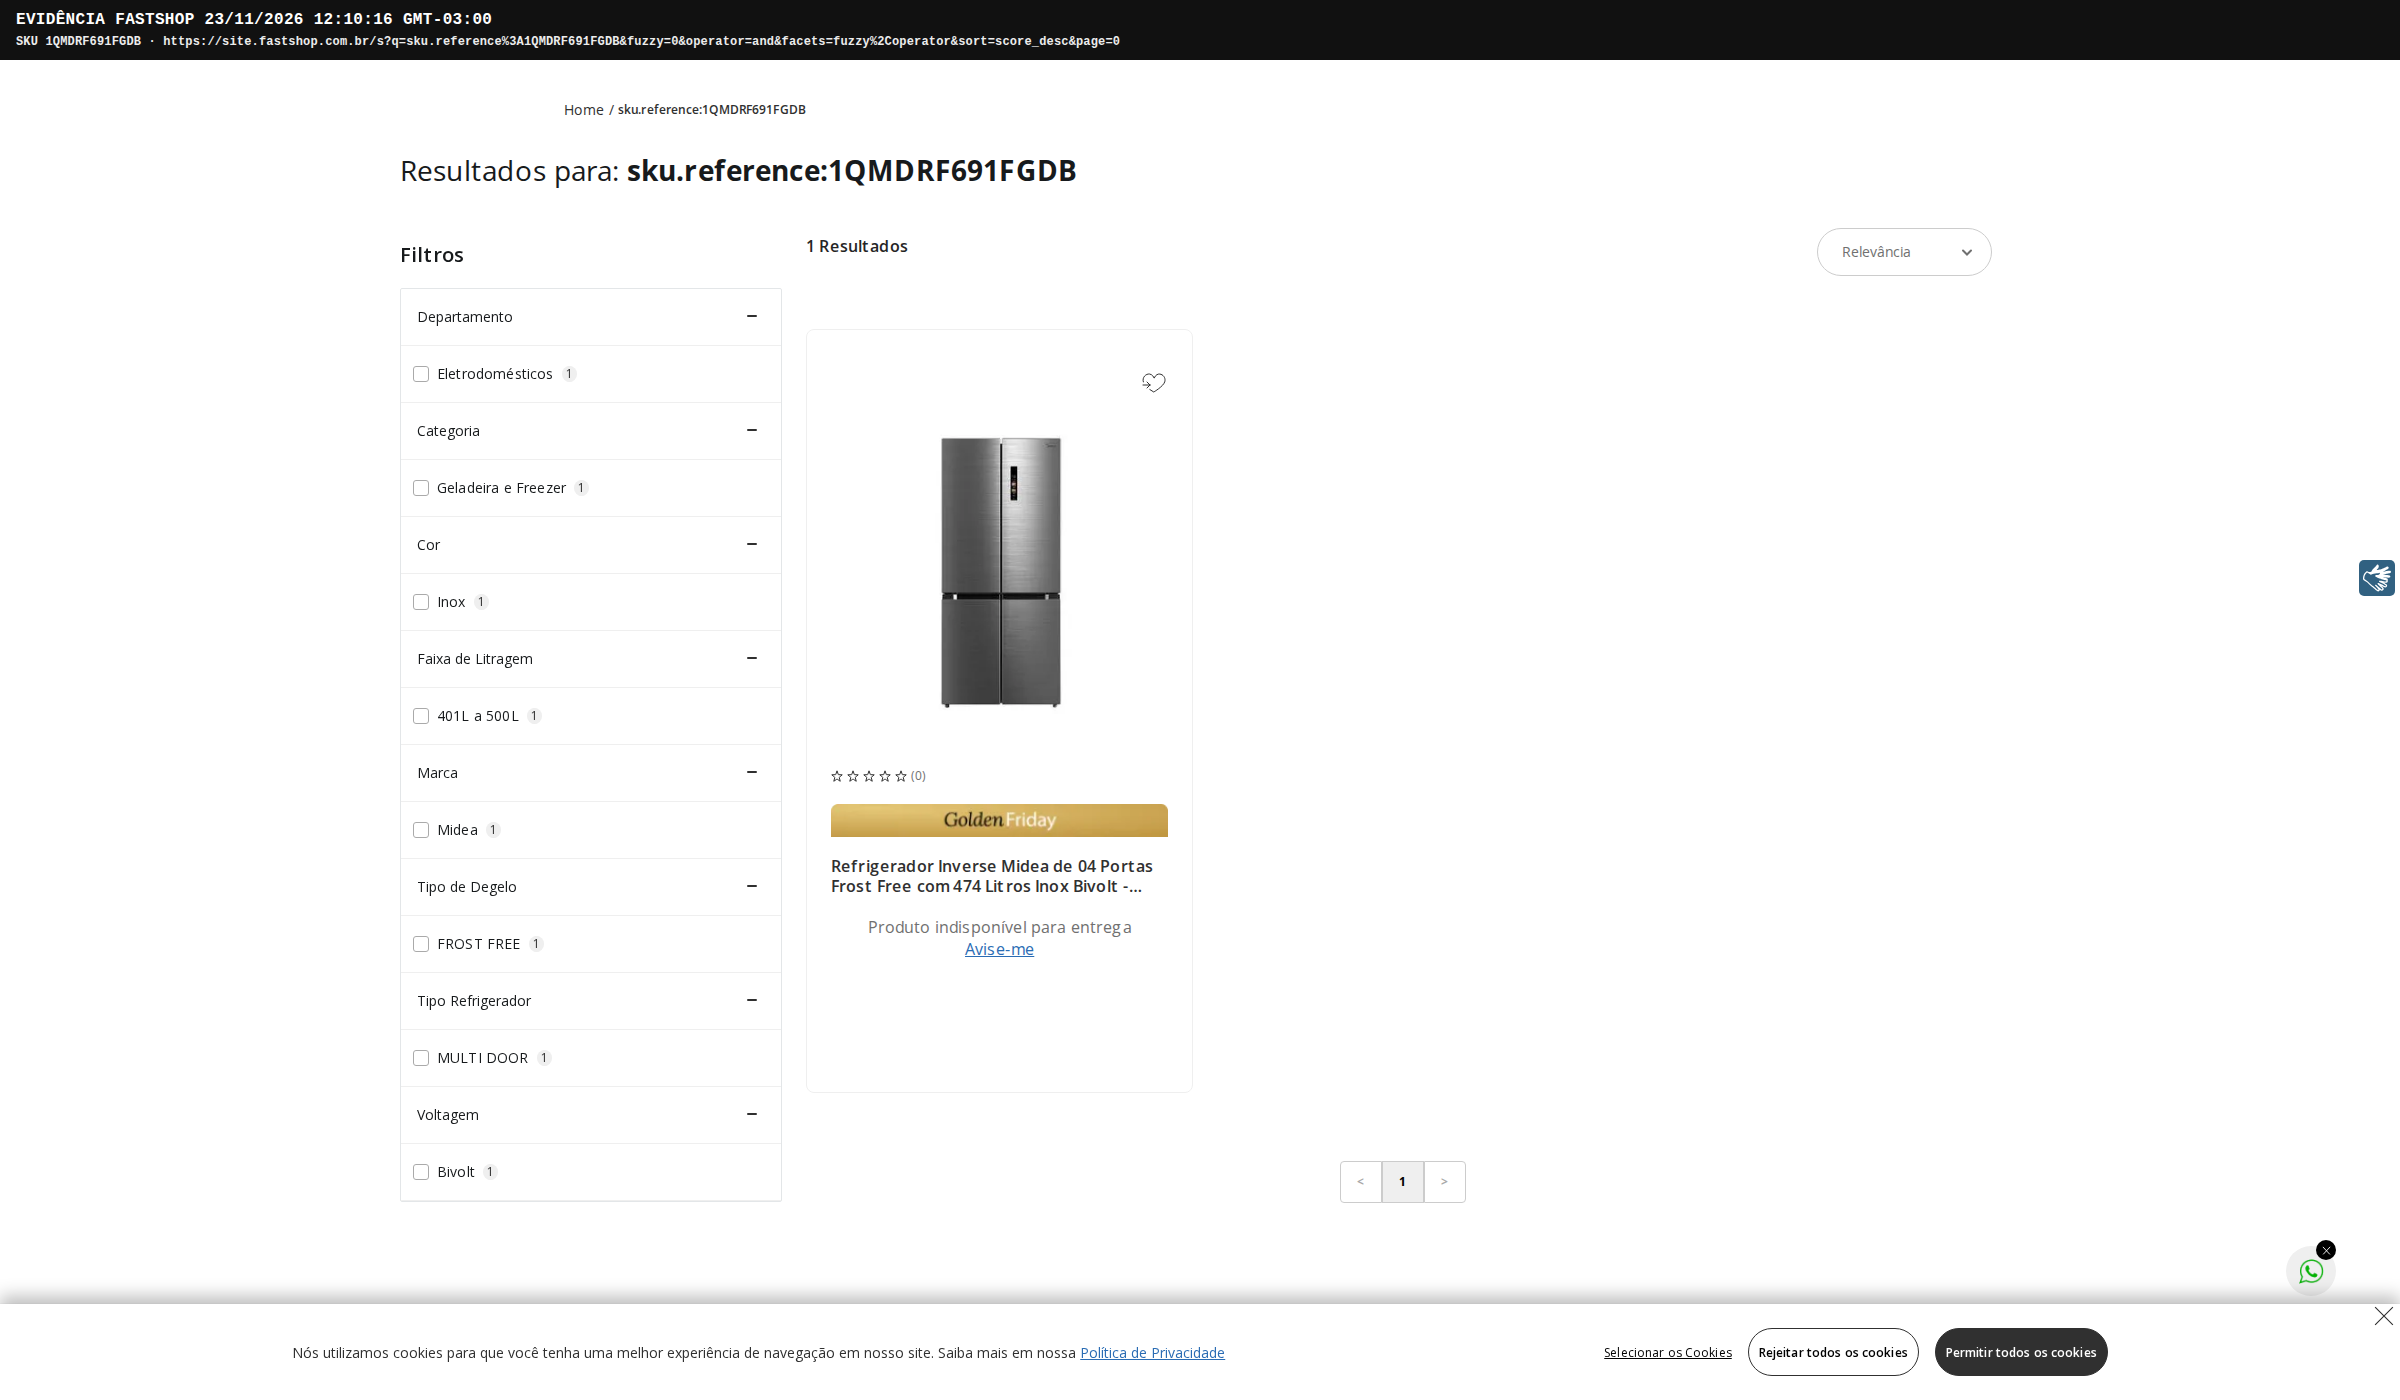 EVIDÊNCIA FASTSHOP 23/11/2026 12:10:16 GMT-03:00
SKU 1QMDRF691FGDB · https://site.fastshop.com.br/s?q=sku.reference%3A1QMDRF691FGDB&fuzzy=0&operator=and&facets=fuzzy%2Coperator&sort=score_desc&page=0
Home / sku.reference:1QMDRF691FGDB
Resultados para: sku.reference:1QMDRF691FGDB
Filtros
1 Resultados
Relevância
Departamento
Eletrodomésticos 1
Categoria
Geladeira e Freezer 1
Cor
Inox 1
Faixa de Litragem
401L a 500L 1
Marca
Midea 1
Tipo de Degelo
FROST FREE 1
Tipo Refrigerador
MULTI DOOR 1
Voltagem
Bivolt 1
(0)
Golden Friday
Refrigerador Inverse Midea de 04 Portas
Frost Free com 474 Litros Inox Bivolt -...
Produto indisponível para entrega
Avise-me
< 1 >
Nós utilizamos cookies para que você tenha uma melhor experiência de navegação em nosso site. Saiba mais em nossa Política de Privacidade
Selecionar os Cookies
Rejeitar todos os cookies
Permitir todos os cookies